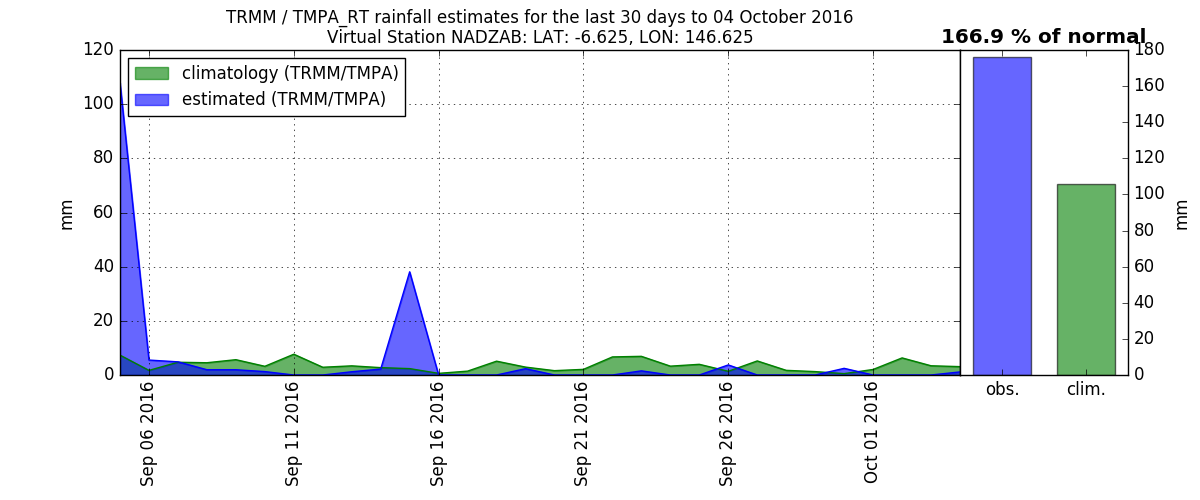 TRMM / TMPA_RT rainfall estimates for the last 30 days to 04 October 2016
Virtual Station NADZAB: LAT: -6.625, LON: 146.625
166.9 % of normal
climatology (TRMM/TMPA)
estimated (TRMM/TMPA)
120
100
80
60
40
20
0
mm
Sep 06 2016
Sep 11 2016
Sep 16 2016
Sep 21 2016
Sep 26 2016
Oct 01 2016
180
160
140
120
100
80
60
40
20
0
mm
obs.
clim.